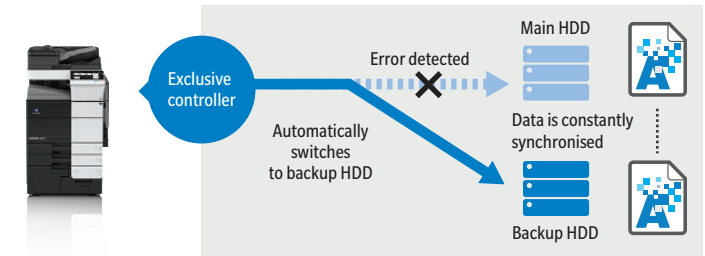 Main HDD
Error detected
Exclusive
controller
Data is constantly
synchronised
Automatically
switches
to backup HDD
Backup HDD
A
A